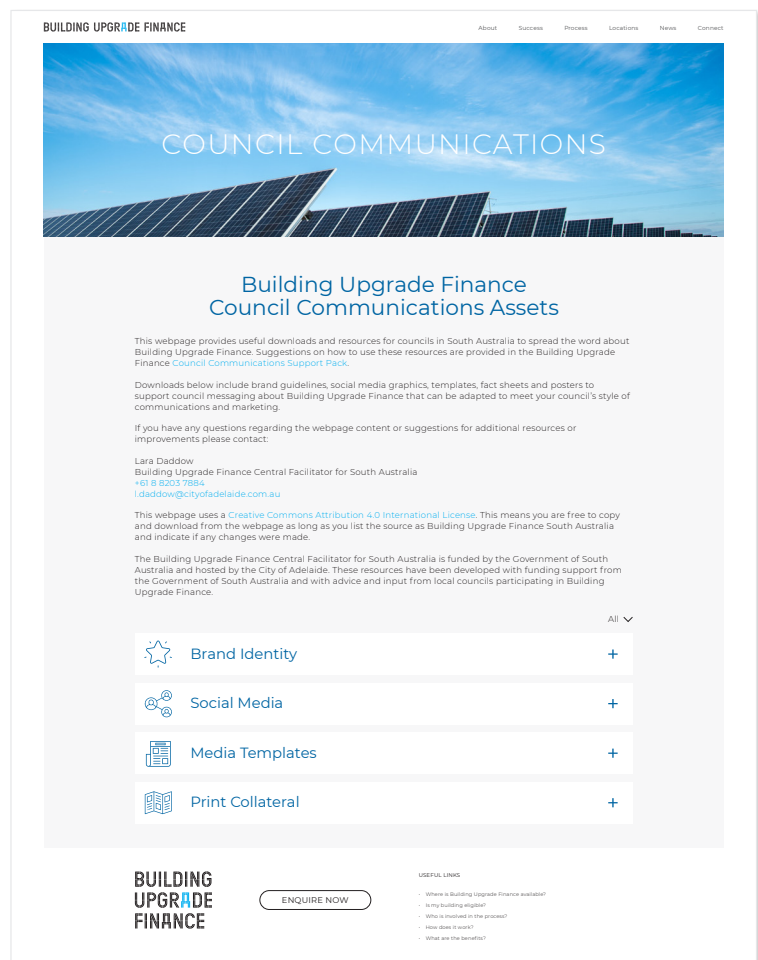 BUILDING UPGRADE FINANCE
About Success Process Locations News Connect
COUNCIL COMMUNICATIONS
Building Upgrade Finance
Council Communications Assets
This webpage provides useful downloads and resources for councils in South Australia to spread the word about
Building Upgrade Finance. Suggestions on how to use these resources are provided in the Building Upgrade
Finance Council Communications Support Pack.
Downloads below include brand guidelines, social media graphics, templates, fact sheets and posters to
support council messaging about Building Upgrade Finance that can be adapted to meet your council's style of
communications and marketing.
If you have any questions regarding the webpage content or suggestions for additional resources or
improvements please contact:
Lara Daddow
Building Upgrade Finance Central Facilitator for South Australia
+61 8 8203 7884
l.daddow@cityofadelaide.com.au
This webpage uses a Creative Commons Attribution 4.0 International License. This means you are free to copy
and download from the webpage as long as you list the source as Building Upgrade Finance South Australia
and indicate if any changes were made.
The Building Upgrade Finance Central Facilitator for South Australia is funded by the Government of South
Australia and hosted by the City of Adelaide. These resources have been developed with funding support from
the Government of South Australia and with advice and input from local councils participating in Building
Upgrade Finance.
All
Brand Identity +
Social Media +
Media Templates +
Print Collateral +
BUILDING
UPGRADE
FINANCE
ENQUIRE NOW
USEFUL LINKS
- Where is Building Upgrade Finance available?
- Is my building eligible?
- Who is involved in the process?
- How does it work?
- What are the benefits?